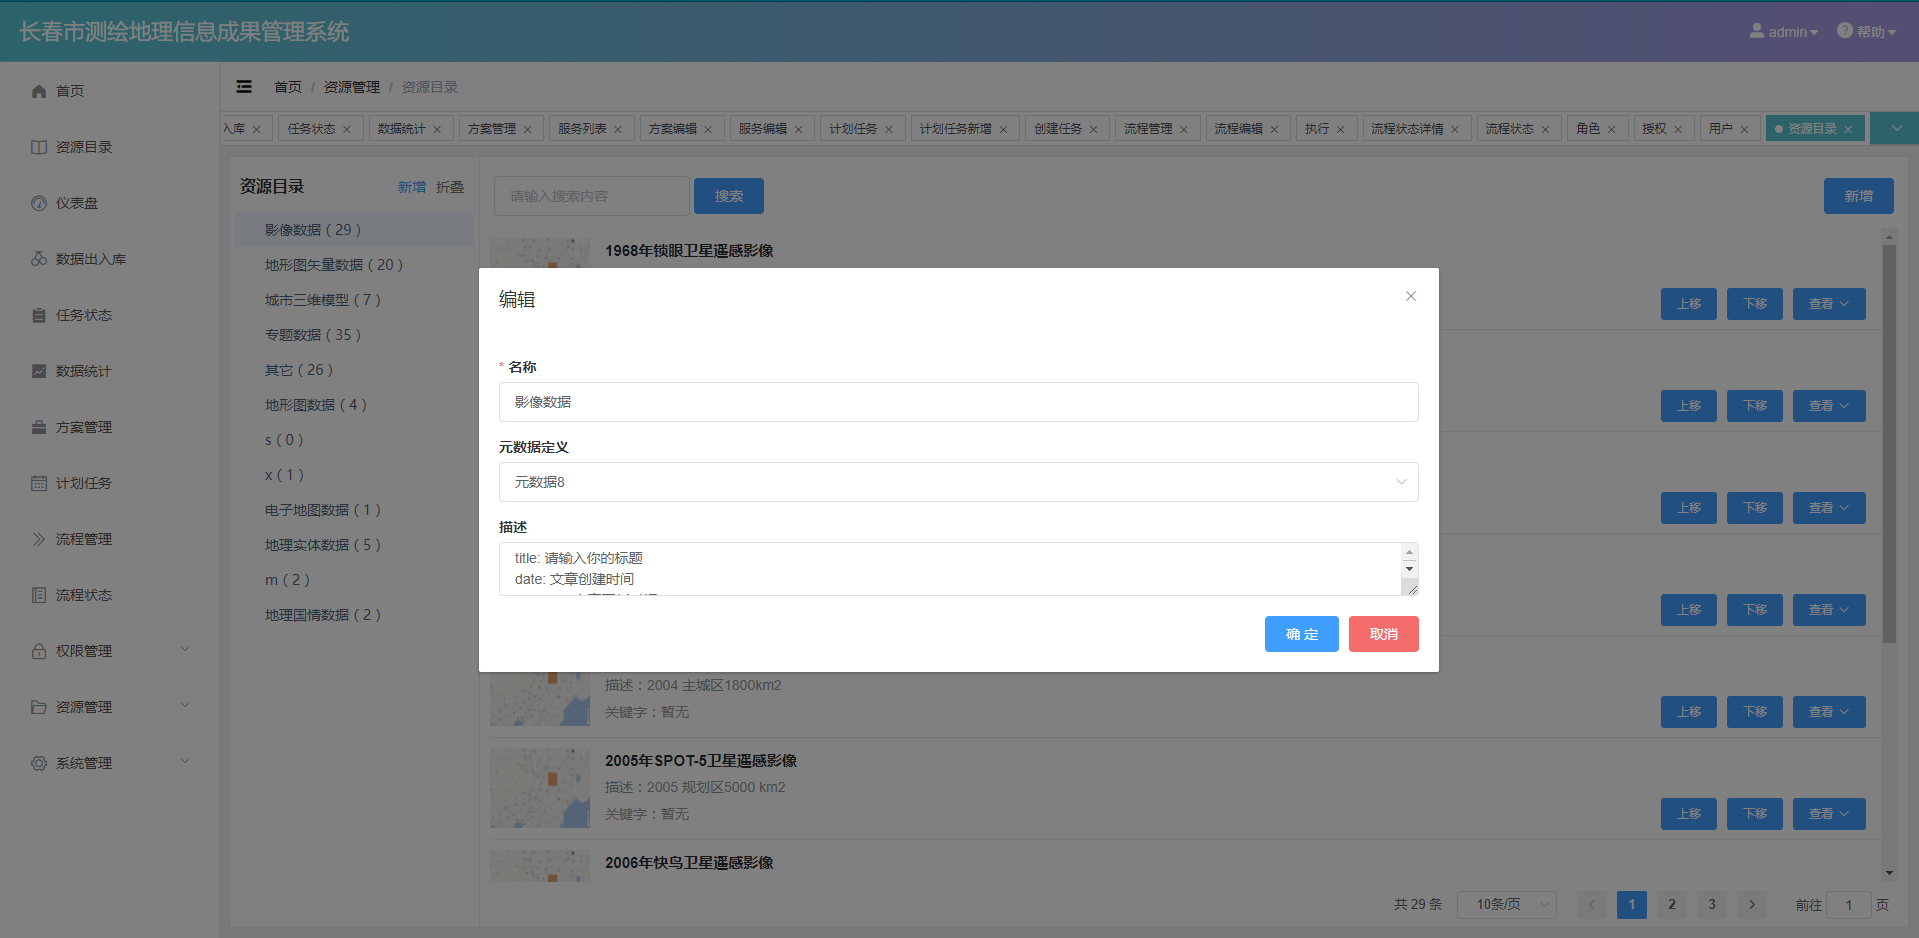 长春市测绘地理信息成果管理系统
admin
帮助
首页
资源目录
仪表盘
数据出入库
任务状态
数据统计
方案管理
计划任务
流程管理
流程状态
权限管理
资源管理
系统管理
首页 / 资源管理 / 资源目录
入库 任务状态 数据统计 方案管理 服务列表 方案编辑 服务编辑 计划任务 计划任务新增 创建任务 流程管理 流程编辑 执行 流程状态详情 流程状态 角色 授权 用户 资源目录
资源目录 新增 折叠
影像数据 ( 29 )
地形图矢量数据 ( 20 )
城市三维模型 ( 7 )
专题数据 ( 35 )
其它 ( 26 )
地形图数据 ( 4 )
s ( 0 )
x ( 1 )
电子地图数据 ( 1 )
地理实体数据 ( 5 )
m ( 2 )
地理国情数据 ( 2 )
请输入搜索内容 搜索 新增
1968年锁眼卫星遥感影像
上移 下移 查看
上移 下移 查看
上移 下移 查看
上移 下移 查看
编辑
* 名称
影像数据
元数据定义
元数据8
描述
title: 请输入你的标题
date: 文章创建时间
确 定 取消
描述：2004 主城区1800km2
关键字：暂无
上移 下移 查看
2005年SPOT-5卫星遥感影像
描述：2005 规划区5000 km2
关键字：暂无
上移 下移 查看
2006年快鸟卫星遥感影像
共 29 条 10条/页 1 2 3 前往 1 页